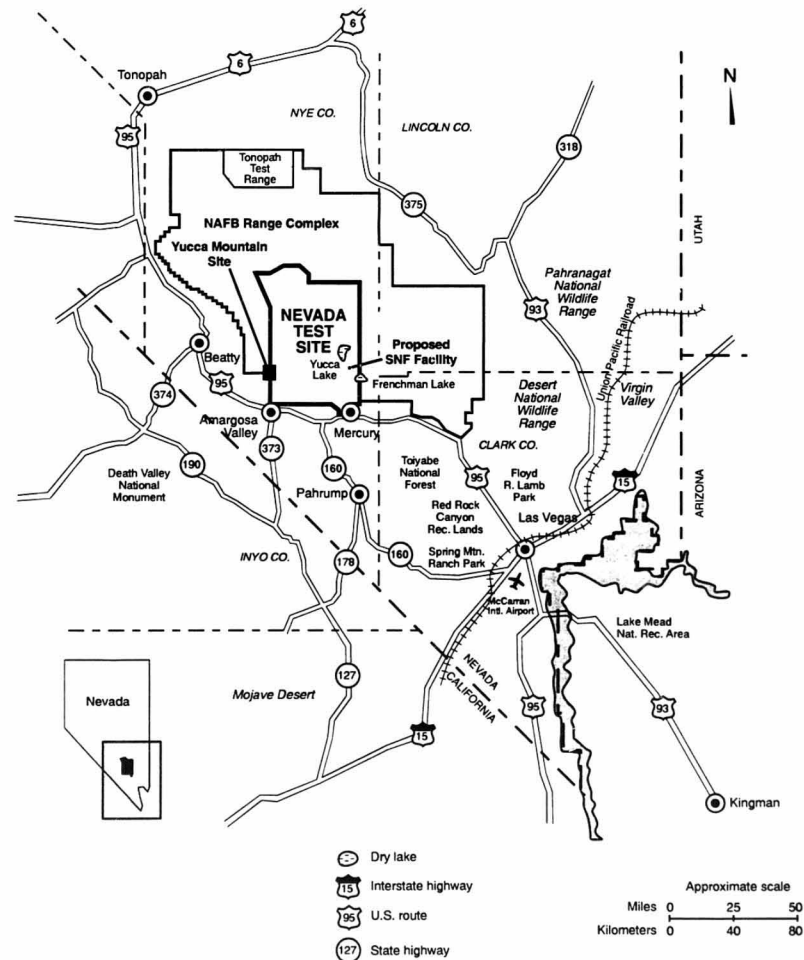 6
6
Tonopah
N
NYE CO.
LINCOLN CO.
95
318
Tonopah
Test
Range
375
UTAH
NAFB Range Complex
Yucca Mountain
Site
Pahranagat
National
Wildlife
Range
93
Union Pacific Railroad
NEVADA
TEST
SITE
Proposed
SNF Facility
Yucca
Lake
Frenchman Lake
Beatty
95
374
Desert
National
Wildlife
Range
Virgin
Valley
Amargosa
Valley
Mercury
373
CLARK CO.
190
160
Toiyabe
National
Forest
95
Floyd
R. Lamb
Park
15
ARIZONA
Death Valley
National
Monument
Pahrump
Red Rock
Canyon
Rec. Lands
Las Vegas
INYO CO.
178
160
Spring Mtn.
Ranch Park
McCarran
Intl. Airport
Lake Mead
Nat. Rec. Area
NEVADA
CALIFORNIA
127
Mojave Desert
Nevada
15
95
93
Kingman
Dry lake
15
Interstate highway
95
U.S. route
127
State highway
Approximate scale
Miles 0 25 50
Kilometers 0 40 80